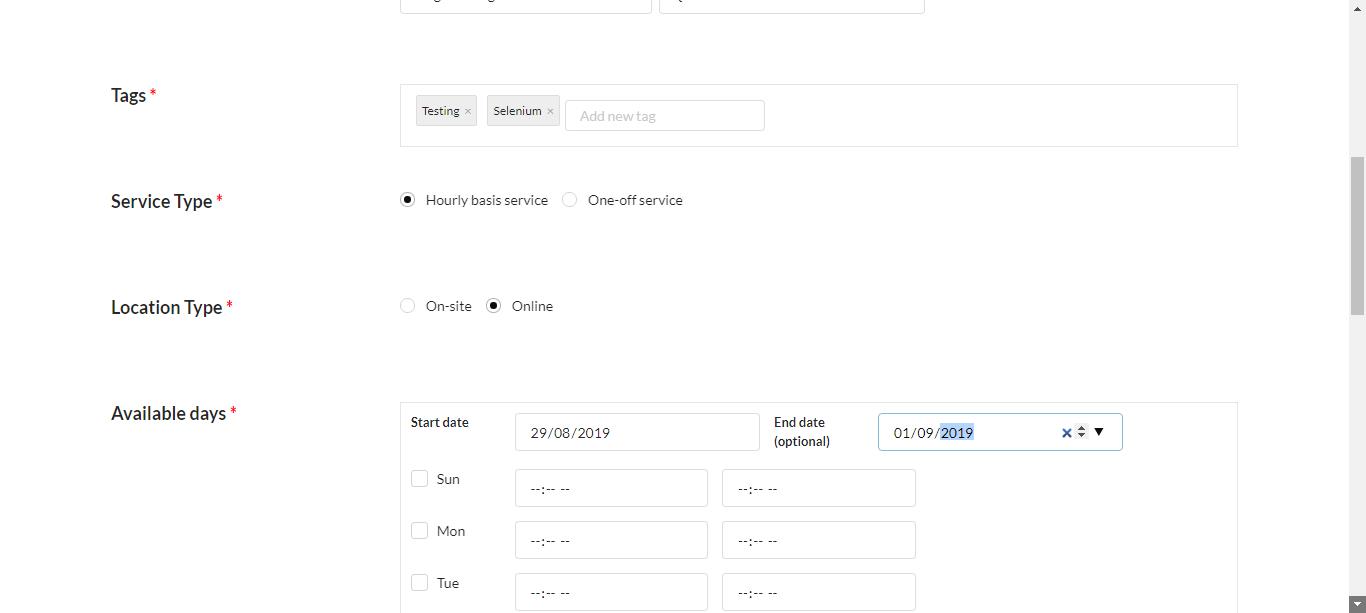 Tags *
Testing × Selenium × Add new tag
Service Type *
Hourly basis service One-off service
Location Type *
On-site Online
Available days *
Start date 29/08/2019 End date (optional) 01/09/2019
Sun --:-- -- --:-- --
Mon --:-- -- --:-- --
Tue --:-- -- --:-- --